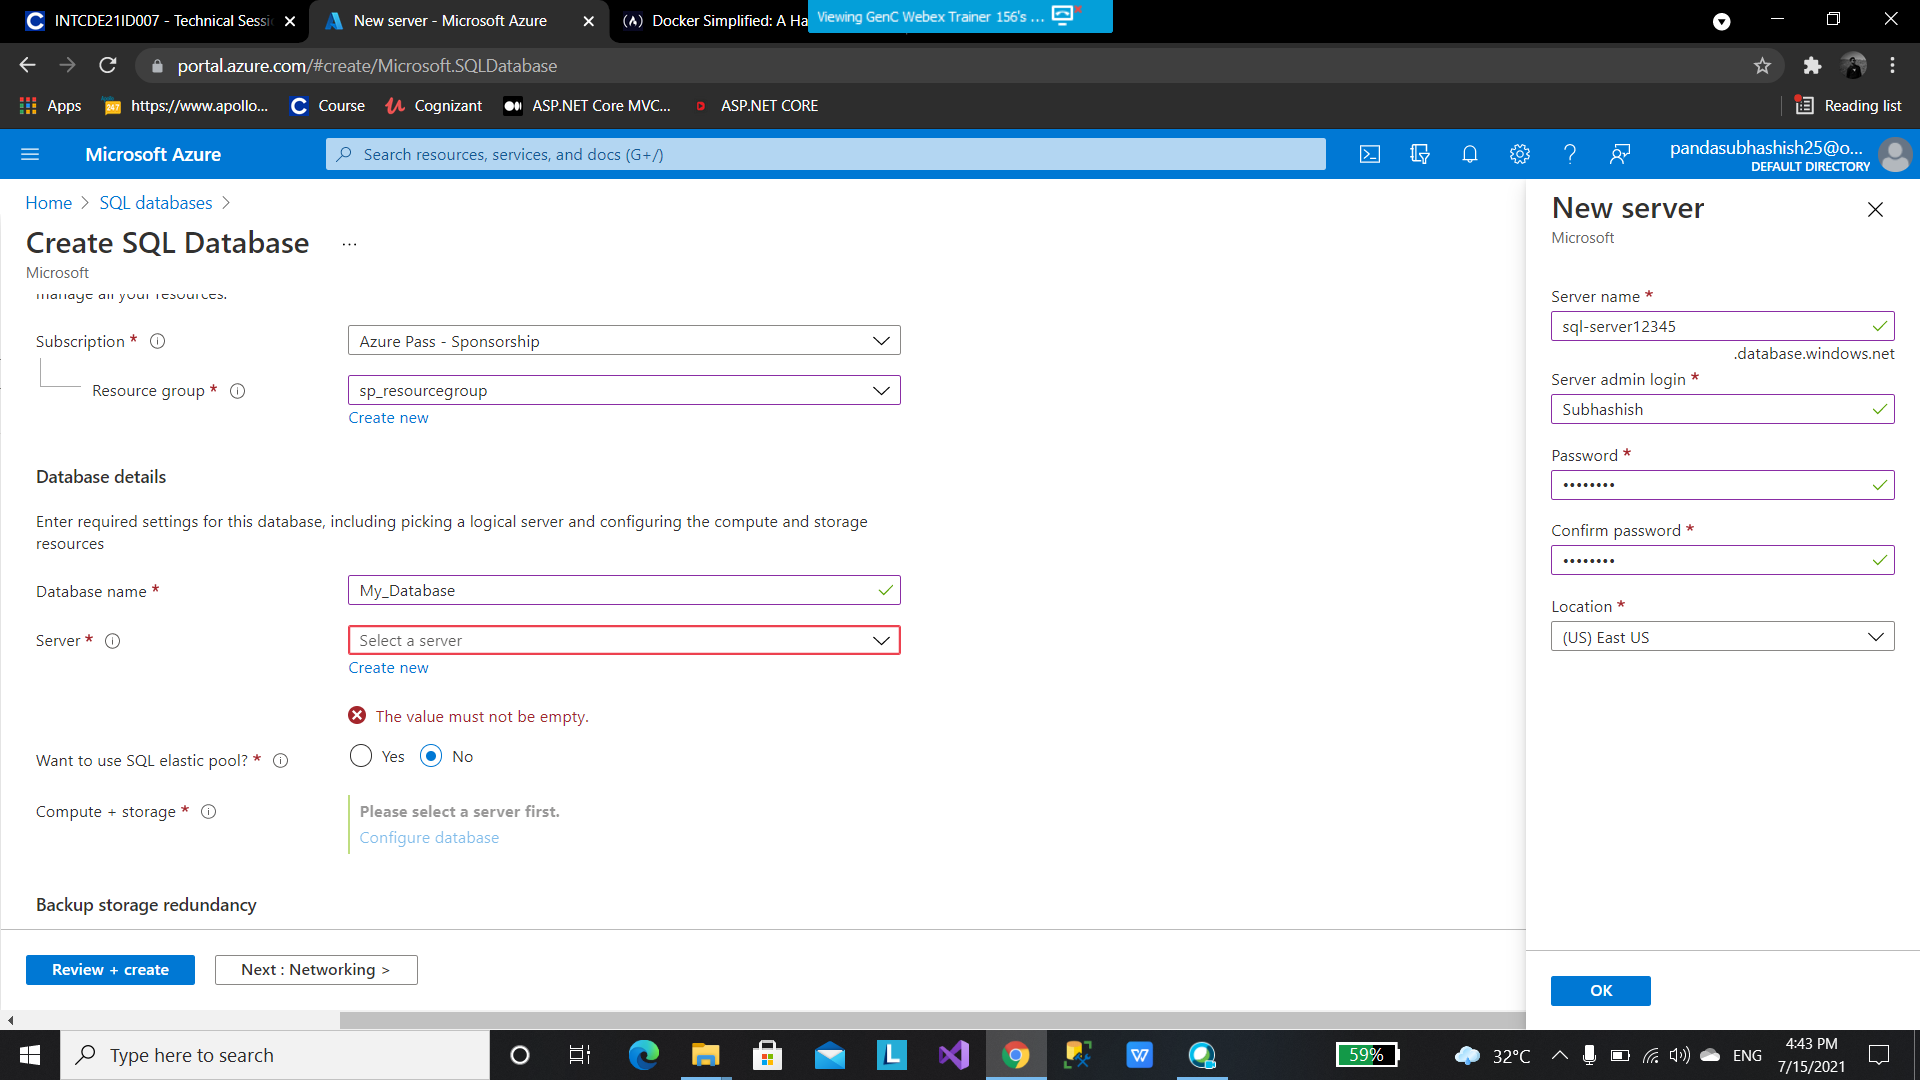 INTCDE21ID007 - Technical Sessi
New server - Microsoft Azure
Docker Simplified: A Ha
Viewing GenC Webex Trainer 156's ...
portal.azure.com/#create/Microsoft.SQLDatabase
Apps
https://www.apollo...
Course
Cognizant
ASP.NET Core MVC...
ASP.NET CORE
Reading list
Microsoft Azure
Search resources, services, and docs (G+/)
pandasubhashish25@o...
DEFAULT DIRECTORY
Home > SQL databases >
Create SQL Database ...
Microsoft
manage all your resources.
Subscription *
Azure Pass - Sponsorship
Resource group *
sp_resourcegroup
Create new
Database details
Enter required settings for this database, including picking a logical server and configuring the compute and storage
resources
Database name *
My_Database
Server *
Select a server
Create new
The value must not be empty.
Want to use SQL elastic pool? *
Yes No
Compute + storage *
Please select a server first.
Configure database
Backup storage redundancy
Review + create
Next : Networking >
New server
Microsoft
Server name *
sql-server12345
.database.windows.net
Server admin login *
Subhashish
Password *
••••••••
Confirm password *
••••••••
Location *
(US) East US
OK
Type here to search
59%
32°C
ENG
4:43 PM
7/15/2021